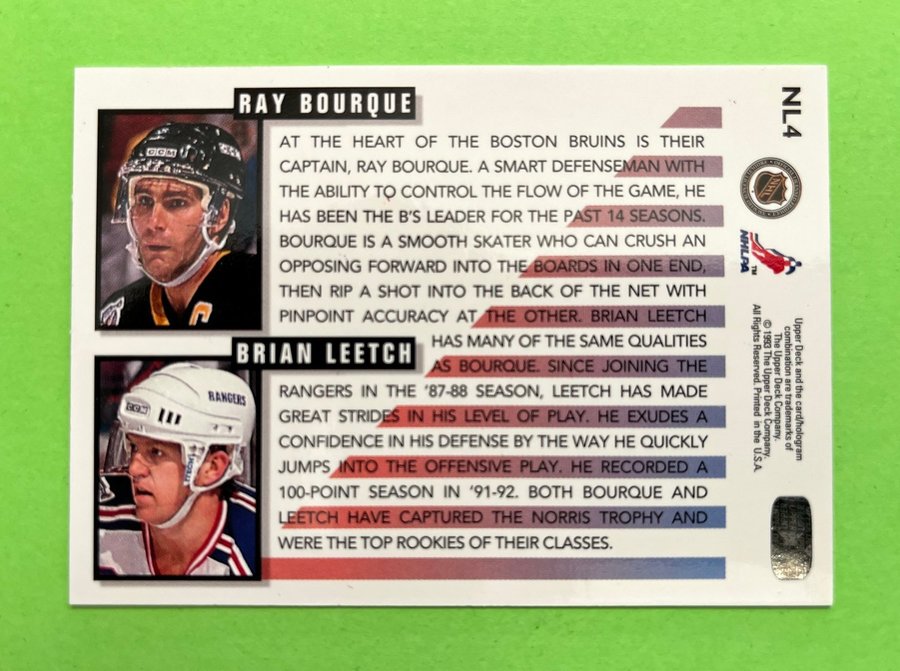 RAY BOURQUE
AT THE HEART OF THE BOSTON BRUINS IS THEIR
CAPTAIN, RAY BOURQUE. A SMART DEFENSEMAN WITH
THE ABILITY TO CONTROL THE FLOW OF THE GAME, HE
HAS BEEN THE B'S LEADER FOR THE PAST 14 SEASONS.
BOURQUE IS A SMOOTH SKATER WHO CAN CRUSH AN
OPPOSING FORWARD INTO THE BOARDS IN ONE END,
THEN RIP A SHOT INTO THE BACK OF THE NET WITH
PINPOINT ACCURACY AT THE OTHER. BRIAN LEETCH
BRIAN LEETCH
HAS MANY OF THE SAME QUALITIES
AS BOURQUE. SINCE JOINING THE
RANGERS IN THE '87-88 SEASON, LEETCH HAS MADE
GREAT STRIDES IN HIS LEVEL OF PLAY. HE EXUDES A
CONFIDENCE IN HIS DEFENSE BY THE WAY HE QUICKLY
JUMPS INTO THE OFFENSIVE PLAY. HE RECORDED A
100-POINT SEASON IN '91-92. BOTH BOURQUE AND
LEETCH HAVE CAPTURED THE NORRIS TROPHY AND
WERE THE TOP ROOKIES OF THEIR CLASSES.
CCM
C
RANGERS
NL4
NHL
NHLPA
TM
Upper Deck and the card/hologram
combination are trademarks of
The Upper Deck Company.
© 1993 The Upper Deck Company.
All Rights Reserved. Printed in the U.S.A.